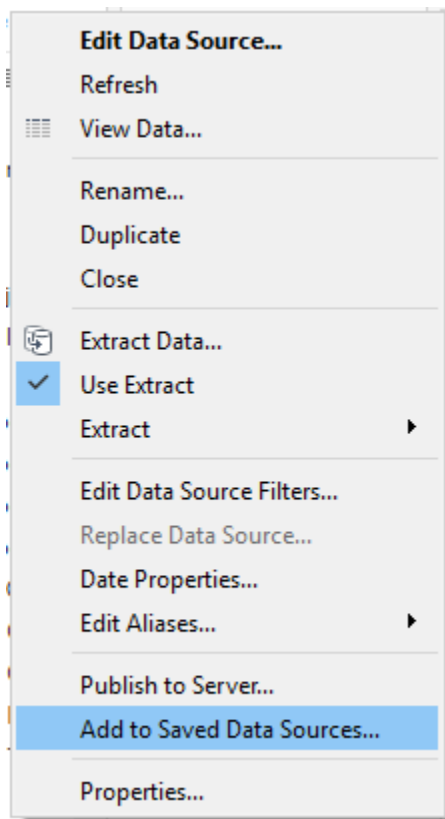 Edit Data Source...
Refresh
View Data...
Rename...
Duplicate
Close
Extract Data...
Use Extract
Extract
Edit Data Source Filters...
Replace Data Source...
Date Properties...
Edit Aliases...
Publish to Server...
Add to Saved Data Sources...
Properties...